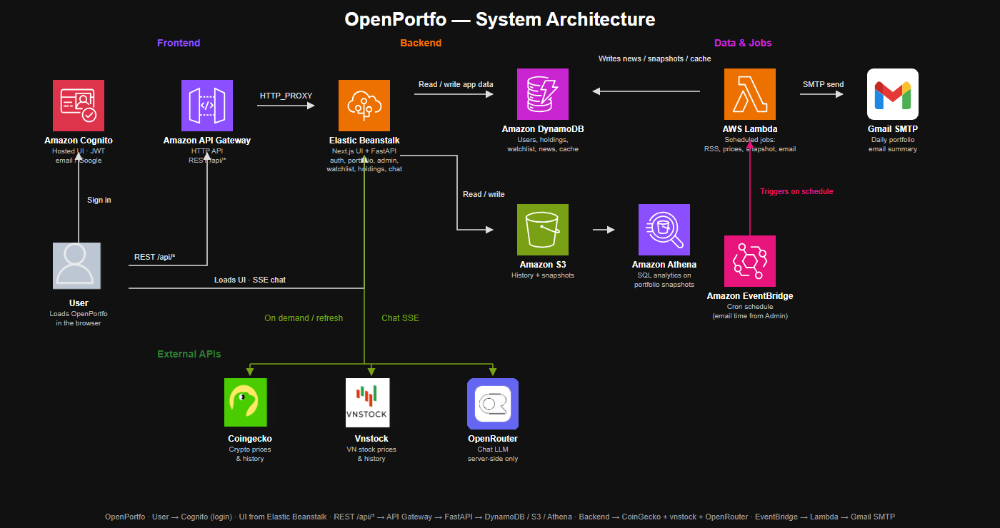 OpenPortfo — System Architecture
Frontend
Backend
Data & Jobs
Writes news / snapshots / cache
HTTP_PROXY
Read / write app data
SMTP send
Amazon Cognito
Hosted UI · JWT
email / Google
Amazon API Gateway
HTTP API
REST /api/*
Elastic Beanstalk
Next.js UI + FastAPI
auth, portfolio, admin,
watchlist, holdings, chat
Amazon DynamoDB
Users, holdings,
watchlist, news, cache
AWS Lambda
Scheduled jobs:
RSS, prices, snapshot, email
Gmail SMTP
Daily portfolio
email summary
Sign in
Read / write
Triggers on schedule
REST /api/*
Loads UI · SSE chat
User
Loads OpenPortfo
in the browser
Amazon S3
History + snapshots
Amazon Athena
SQL analytics on
portfolio snapshots
Amazon EventBridge
Cron schedule
(email time from Admin)
On demand / refresh
Chat SSE
External APIs
VNSTOCK
Coingecko
Crypto prices
& history
Vnstock
VN stock prices
& history
OpenRouter
Chat LLM
server-side only
OpenPortfo · User → Cognito (login) · UI from Elastic Beanstalk · REST /api/* → API Gateway → FastAPI → DynamoDB / S3 / Athena · Backend → CoinGecko + vnstock + OpenRouter · EventBridge → Lambda → Gmail SMTP